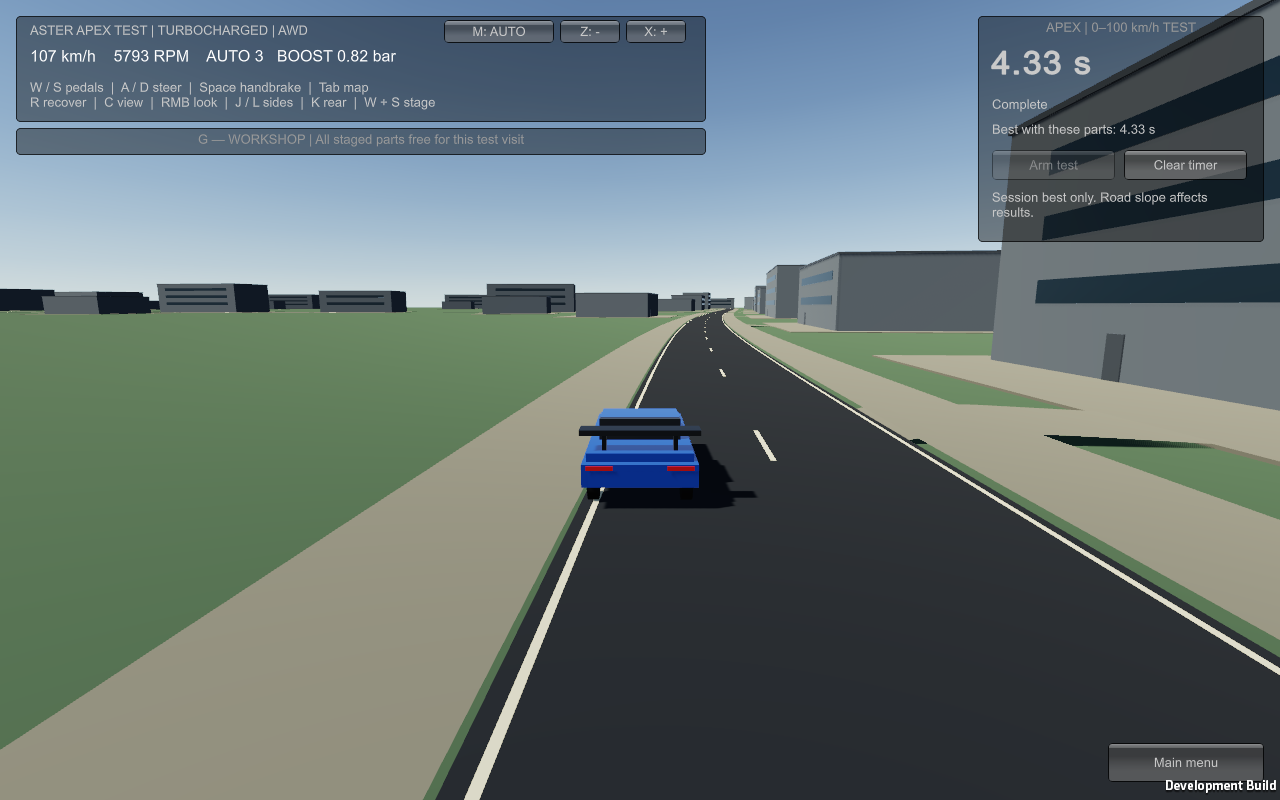 ASTER APEX TEST | TURBOCHARGED | AWD
M: AUTO
Z: -
X: +
107 km/h 5793 RPM AUTO 3 BOOST 0.82 bar
W / S pedals | A / D steer | Space handbrake | Tab map
R recover | C view | RMB look | J / L sides | K rear | W + S stage
G — WORKSHOP | All staged parts free for this test visit
APEX | 0–100 km/h TEST
4.33 s
Complete
Best with these parts: 4.33 s
Arm test
Clear timer
Session best only. Road slope affects
results.
Main menu
Development Build